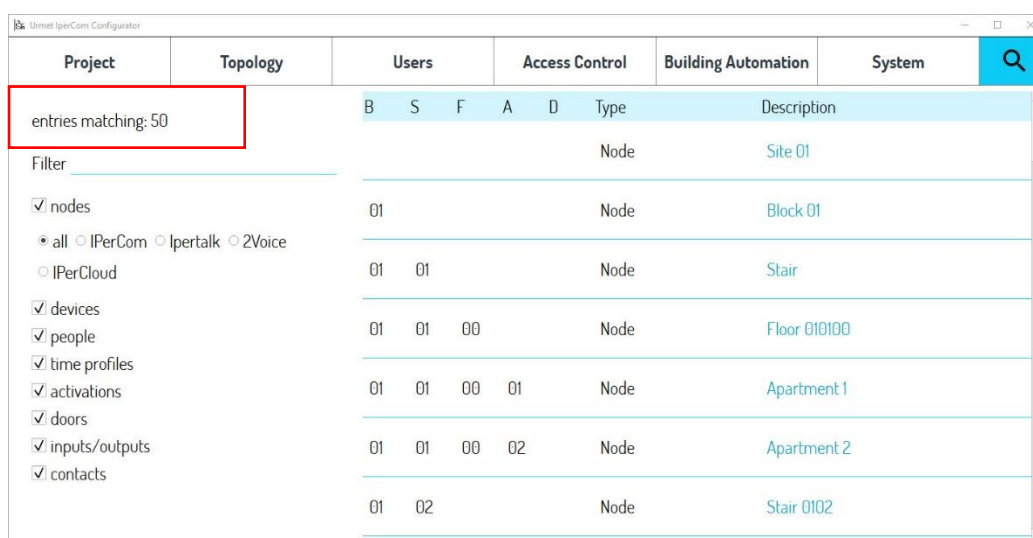 Urmet IperCom Configurator
Project Topology Users Access Control Building Automation System
entries matching: 50
Filter
nodes
all IPerCom Ipertalk 2Voice
IPerCloud
devices
people
time profiles
activations
doors
inputs/outputs
contacts
B S F A D Type Description
Node Site 01
01 Node Block 01
01 01 Node Stair
01 01 00 Node Floor 010100
01 01 00 01 Node Apartment 1
01 01 00 02 Node Apartment 2
01 02 Node Stair 0102